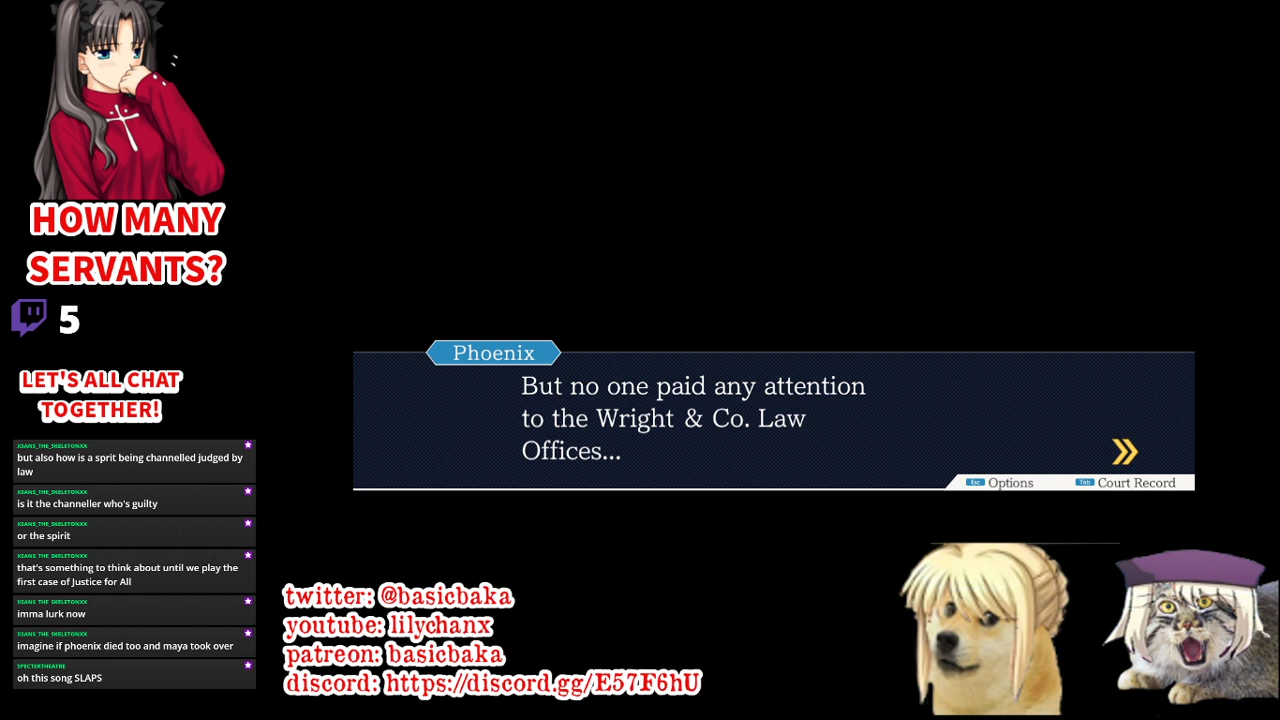 HOW MANY
SERVANTS?
5
LET'S ALL CHAT
TOGETHER!
XSANS_THE_SKELETONXX
but also how is a sprit being channelled judged by
law
XSANS_THE_SKELETONXX
is it the channeller who's guilty
XSANS_THE_SKELETONXX
or the spirit
XSANS_THE_SKELETONXX
that's something to think about until we play the
first case of Justice for All
XSANS_THE_SKELETONXX
imma lurk now
XSANS_THE_SKELETONXX
imagine if phoenix died too and maya took over
SPECTERTHEATRE
oh this song SLAPS
Phoenix
But no one paid any attention
to the Wright & Co. Law
Offices...
Esc Options Tab Court Record
twitter: @basicbaka
youtube: lilychanx
patreon: basicbaka
discord: https://discord.gg/E57F6hU